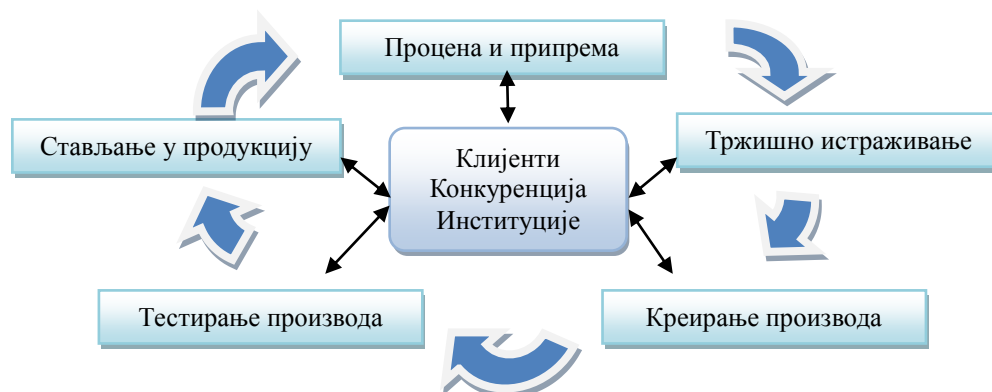 Процена и припрема
Тржишно истраживање
Стављање у продукцију
Клијенти
Конкуренција
Институције
Тестирање производа
Креирање производа